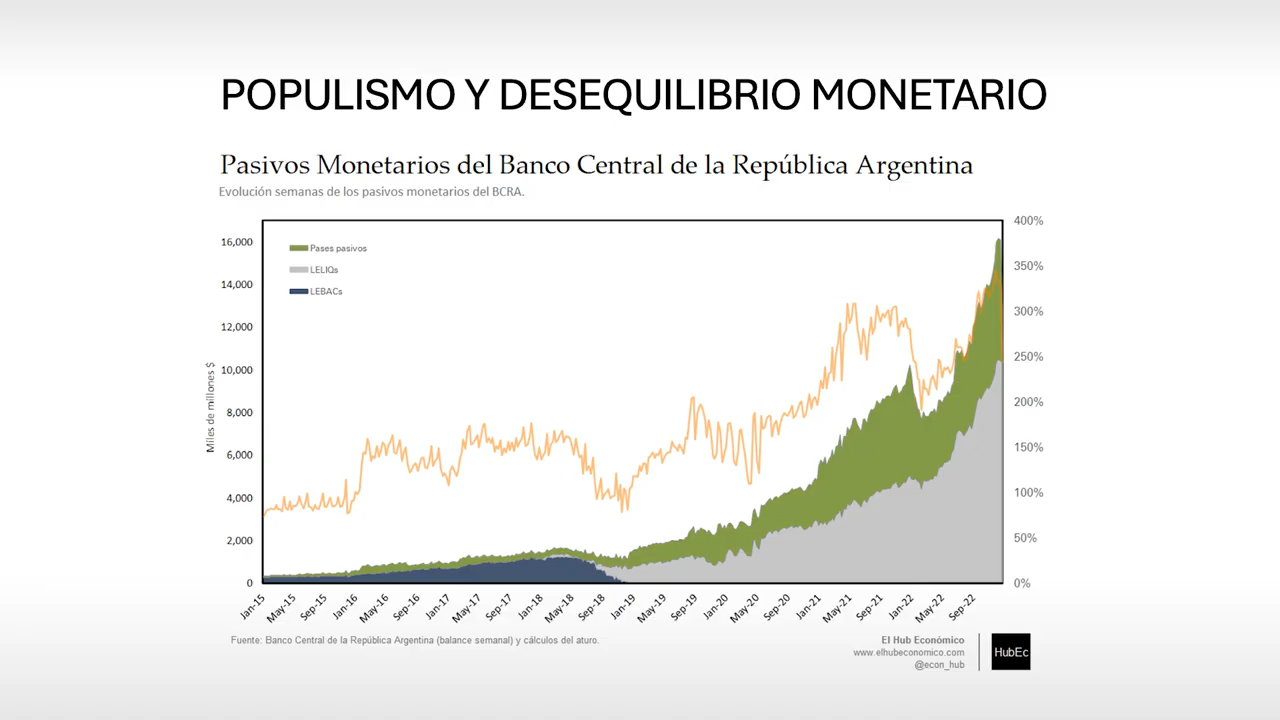 POPULISMO Y DESEQUILIBRIO MONETARIO
Pasivos Monetarios del Banco Central de la República Argentina
Evolución semanas de los pasivos monetarios del BCRA.
Miles de millones $
16,000
14,000
12,000
10,000
8,000
6,000
4,000
2,000
0
Pases pasivos
LELIQs
LEBACs
400%
350%
300%
250%
200%
150%
100%
50%
0%
Jan-15
May-15
Sep-15
Jan-16
May-16
Sep-16
Jan-17
May-17
Sep-17
Jan-18
May-18
Sep-18
Jan-19
May-19
Sep-19
Jan-20
May-20
Sep-20
Jan-21
May-21
Sep-21
Jan-22
May-22
Sep-22
Fuente: Banco Central de la República Argentina (balance semanal) y cálculos del aturo.
El Hub Económico
www.elhubeconomico.com
@econ_hub
HubEc